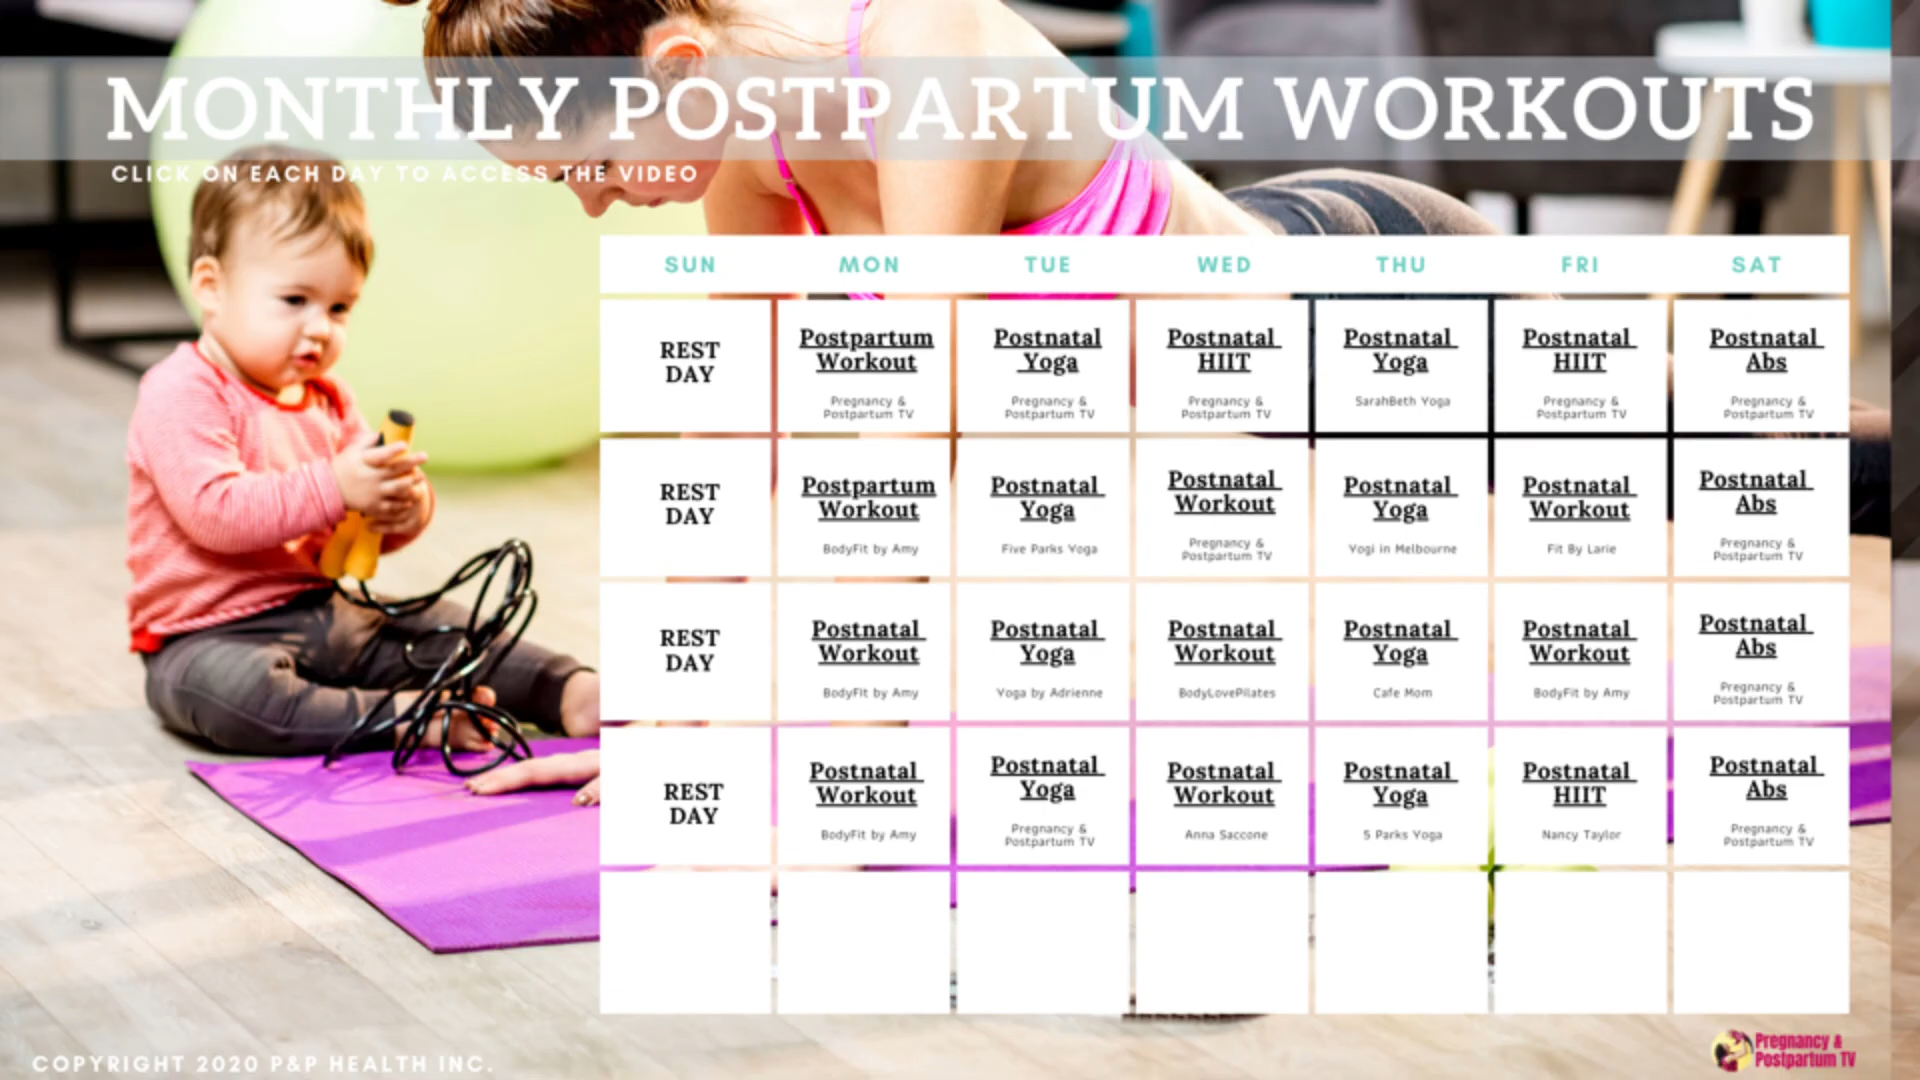 MONTHLY POSTPARTUM WORKOUTS
CLICK ON EACH DAY TO ACCESS THE VIDEO
SUN MON TUE WED THU FRI SAT
REST
DAY
Postpartum
Workout
Pregnancy &
Postpartum TV
Postnatal
Yoga
Pregnancy &
Postpartum TV
Postnatal
HIIT
Pregnancy &
Postpartum TV
Postnatal
Yoga
SarahBeth Yoga
Postnatal
HIIT
Pregnancy &
Postpartum TV
Postnatal
Abs
Pregnancy &
Postpartum TV
REST
DAY
Postpartum
Workout
BodyFit by Amy
Postnatal
Yoga
Five Parks Yoga
Postnatal
Workout
Pregnancy &
Postpartum TV
Postnatal
Yoga
Yogi in Melbourne
Postnatal
Workout
Fit By Larie
Postnatal
Abs
Pregnancy &
Postpartum TV
REST
DAY
Postnatal
Workout
BodyFIt by Amy
Postnatal
Yoga
Yoga by Adrienne
Postnatal
Workout
BodyLovePilates
Postnatal
Yoga
Cafe Mom
Postnatal
Workout
BodyFit by Amy
Postnatal
Abs
Pregnancy &
Postpartum TV
REST
DAY
Postnatal
Workout
BodyFit by Amy
Postnatal
Yoga
Pregnancy &
Postpartum TV
Postnatal
Workout
Anna Saccone
Postnatal
Yoga
5 Parks Yoga
Postnatal
HIIT
Nancy Taylor
Postnatal
Abs
Pregnancy &
Postpartum TV
COPYRIGHT 2020 P&P HEALTH INC.
Pregnancy &
Postpartum TV